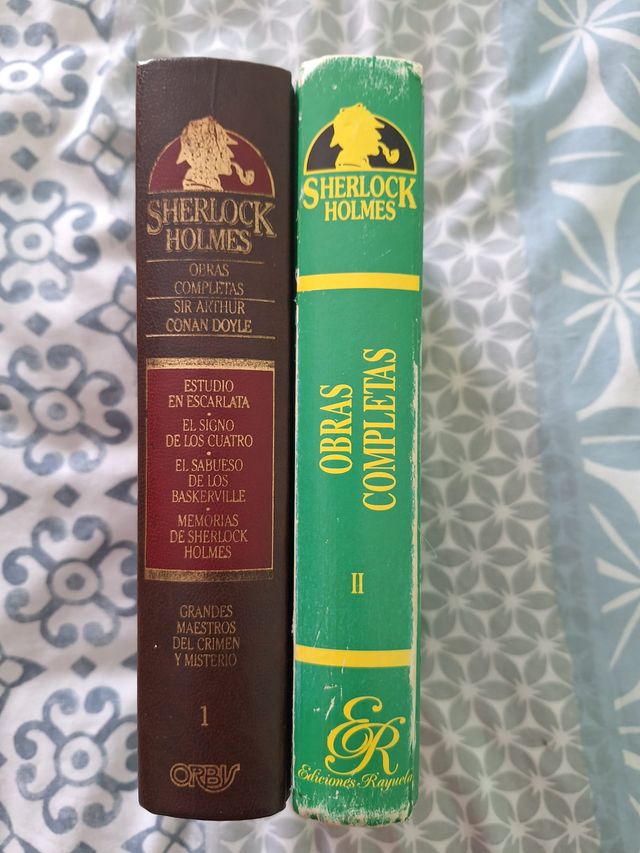 SHERLOCK
HOLMES
OBRAS
COMPLETAS
SIR ARTHUR
CONAN DOYLE
ESTUDIO
EN ESCARLATA
•
EL SIGNO
DE LOS CUATRO
•
EL SABUESO
DE LOS
BASKERVILLE
•
MEMORIAS
DE SHERLOCK
HOLMES
GRANDES
MAESTROS
DEL CRIMEN
Y MISTERIO
1
ORBIS
SHERLOCK
HOLMES
OBRAS
COMPLETAS
II
ER
Ediciones Rayuela